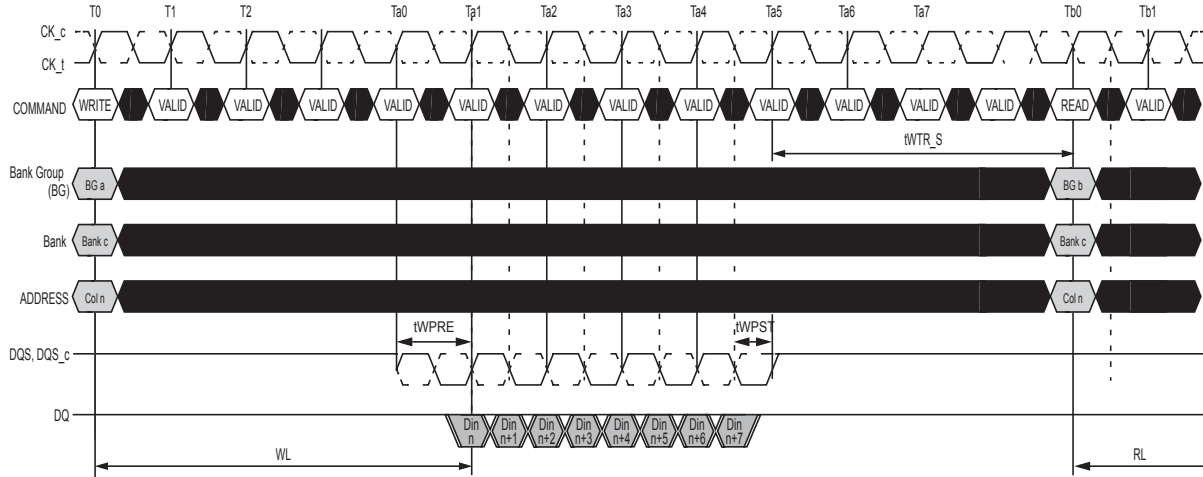 T0 T1 T2 Ta0 Ta1 Ta2 Ta3 Ta4 Ta5 Ta6 Ta7 Tb0 Tb1
CK_c
CK_t
COMMAND WRITE VALID VALID VALID VALID VALID VALID VALID VALID VALID VALID VALID VALID READ VALID
tWTR_S
Bank Group
(BG)
BG a BG b
Bank Bank c Bank c
ADDRESS Col n Col n
tWPRE tWPST
DQS, DQS_c
DQ
Din Din Din Din Din Din Din Din
n n+1 n+2 n+3 n+4 n+5 n+6 n+7
WL RL